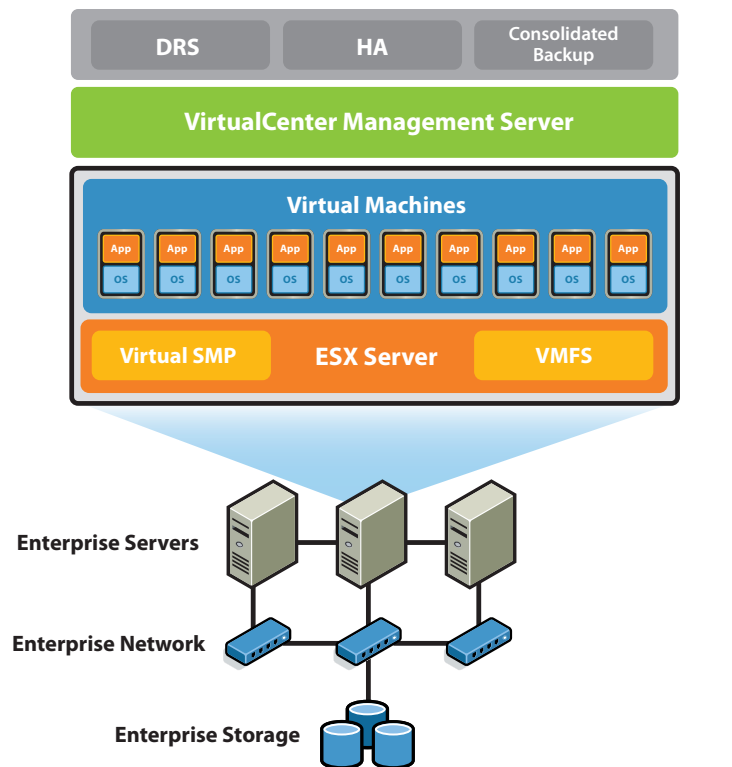 DRS
HA
Consolidated
Backup
VirtualCenter Management Server
Virtual Machines
App App App App App App App App App App
OS OS OS OS OS OS OS OS OS OS
Virtual SMP
ESX Server
VMFS
Enterprise Servers
Enterprise Network
Enterprise Storage